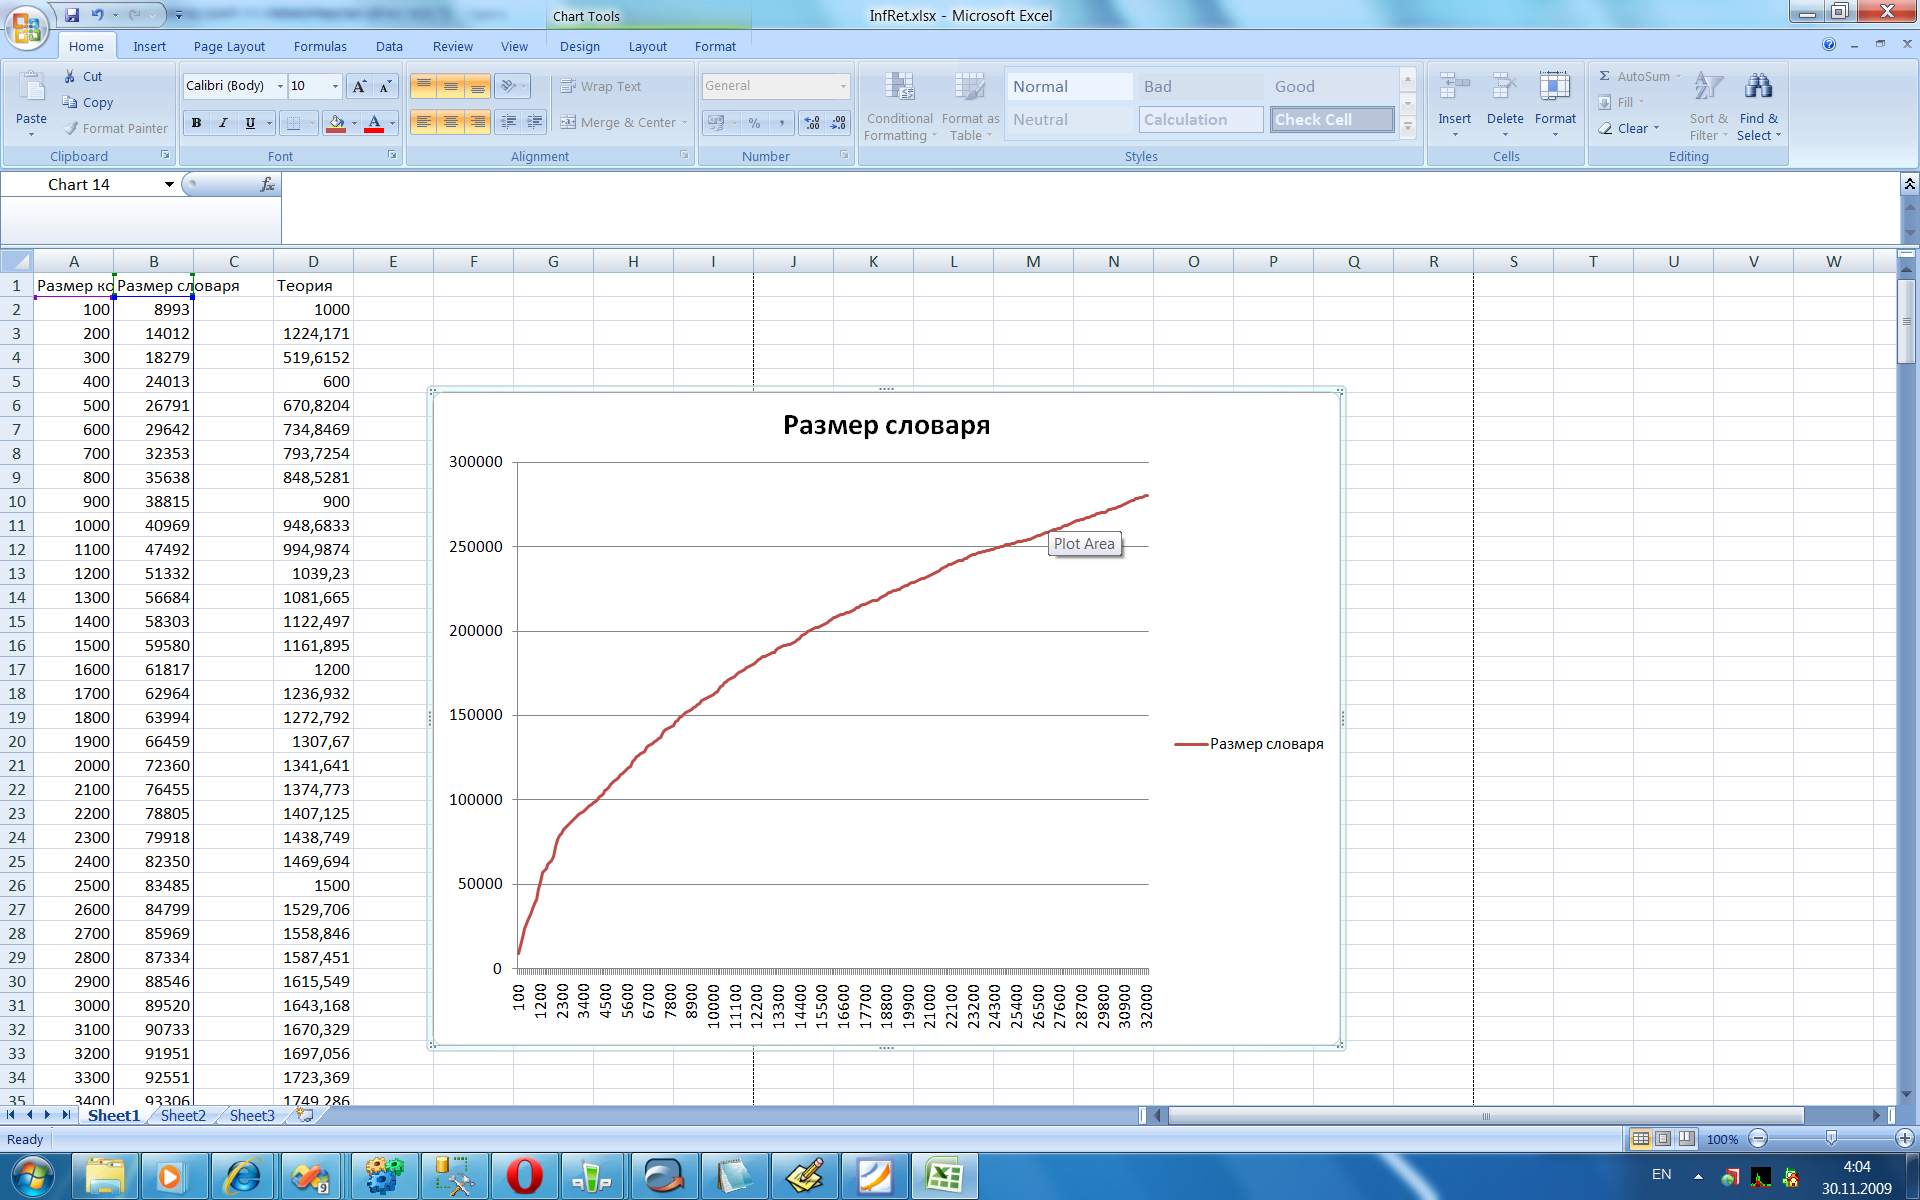 Chart Tools
InfRet.xlsx - Microsoft Excel
Home Insert Page Layout Formulas Data Review View Design Layout Format
Paste
Cut
Copy
Format Painter
Clipboard
Calibri (Body) 10
B I U
Font
Wrap Text
Merge & Center
Alignment
General
Number
Conditional Formatting
Format as Table
Normal Bad Good
Neutral Calculation Check Cell
Styles
Insert Delete Format
Cells
AutoSum
Fill
Clear
Sort & Filter
Find & Select
Editing
Chart 14
fx
A B C D E F G H I J K L M N O P Q R S T U V W
1 Размер ко Размер словаря Теория
2 100 8993 1000
3 200 14012 1224,171
4 300 18279 519,6152
5 400 24013 600
6 500 26791 670,8204
7 600 29642 734,8469
8 700 32353 793,7254
9 800 35638 848,5281
10 900 38815 900
11 1000 40969 948,6833
12 1100 47492 994,9874
13 1200 51332 1039,23
14 1300 56684 1081,665
15 1400 58303 1122,497
16 1500 59580 1161,895
17 1600 61817 1200
18 1700 62964 1236,932
19 1800 63994 1272,792
20 1900 66459 1307,67
21 2000 72360 1341,641
22 2100 76455 1374,773
23 2200 78805 1407,125
24 2300 79918 1438,749
25 2400 82350 1469,694
26 2500 83485 1500
27 2600 84799 1529,706
28 2700 85969 1558,846
29 2800 87334 1587,451
30 2900 88546 1615,549
31 3000 89520 1643,168
32 3100 90733 1670,329
33 3200 91951 1697,056
34 3300 92551 1723,369
35 3400 93306 1749,286
Размер словаря
300000
250000
200000
150000
100000
50000
0
Plot Area
Размер словаря
100 1200 2300 3400 4500 5600 6700 7800 8900 10000 11100 12200 13300 14400 15500 16600 17700 18800 19900 21000 22100 23200 24300 25400 26500 27600 28700 29800 30900 32000
Sheet1 Sheet2 Sheet3
Ready
100%
EN
4:04
30.11.2009